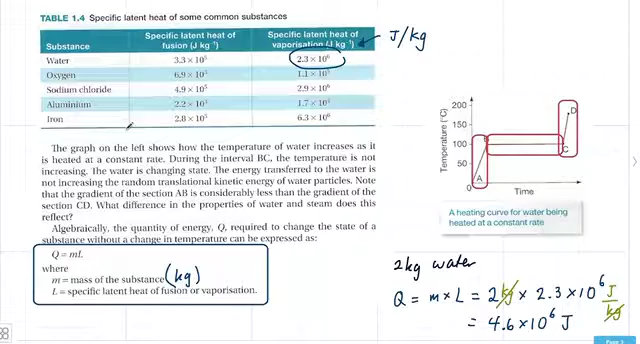 TABLE 1.4 Specific latent heat of some common substances
Substance Specific latent heat of fusion (J kg⁻¹) Specific latent heat of vaporisation (J kg⁻¹)
J/kg
Water 3.3 × 10⁵ 2.3 × 10⁶
Oxygen 6.9 × 10³ 1.1 × 10⁵
Sodium chloride 4.9 × 10⁵ 2.9 × 10⁶
Aluminium 2.2 × 10³ 1.7 × 10⁴
Iron 2.8 × 10⁵ 6.3 × 10⁶
The graph on the left shows how the temperature of water increases as it
is heated at a constant rate. During the interval BC, the temperature is not
increasing. The water is changing state. The energy transferred to the water is
not increasing the random translational kinetic energy of water particles. Note
that the gradient of the section AB is considerably less than the gradient of the
section CD. What difference in the properties of water and steam does this
reflect?
Algebraically, the quantity of energy, Q, required to change the state of a
substance without a change in temperature can be expressed as:
Q = mL
where
m = mass of the substance (kg)
L = specific latent heat of fusion or vaporisation.
Temperature (°C)
200
150
100
50
0
A
C
D
Time
A heating curve for water being
heated at a constant rate
2kg water
Q = m × L = 2kg × 2.3 × 10⁶ J/kg
= 4.6 × 10⁶ J